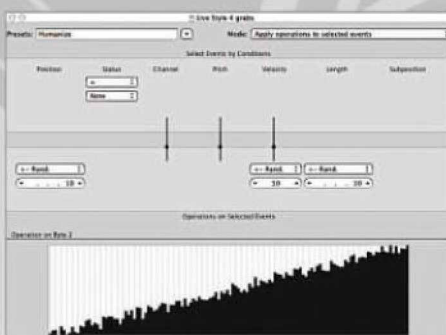 Live Style 4 grabs
Presets: Humanize Mode: Apply operations to selected events
Select Events by Conditions
Position Status Channel Pitch Velocity Length Subposition
=
None
+- Rand. +- Rand. +- Rand.
10 10 10
Operations on Selected Events
Operation on Byte 2